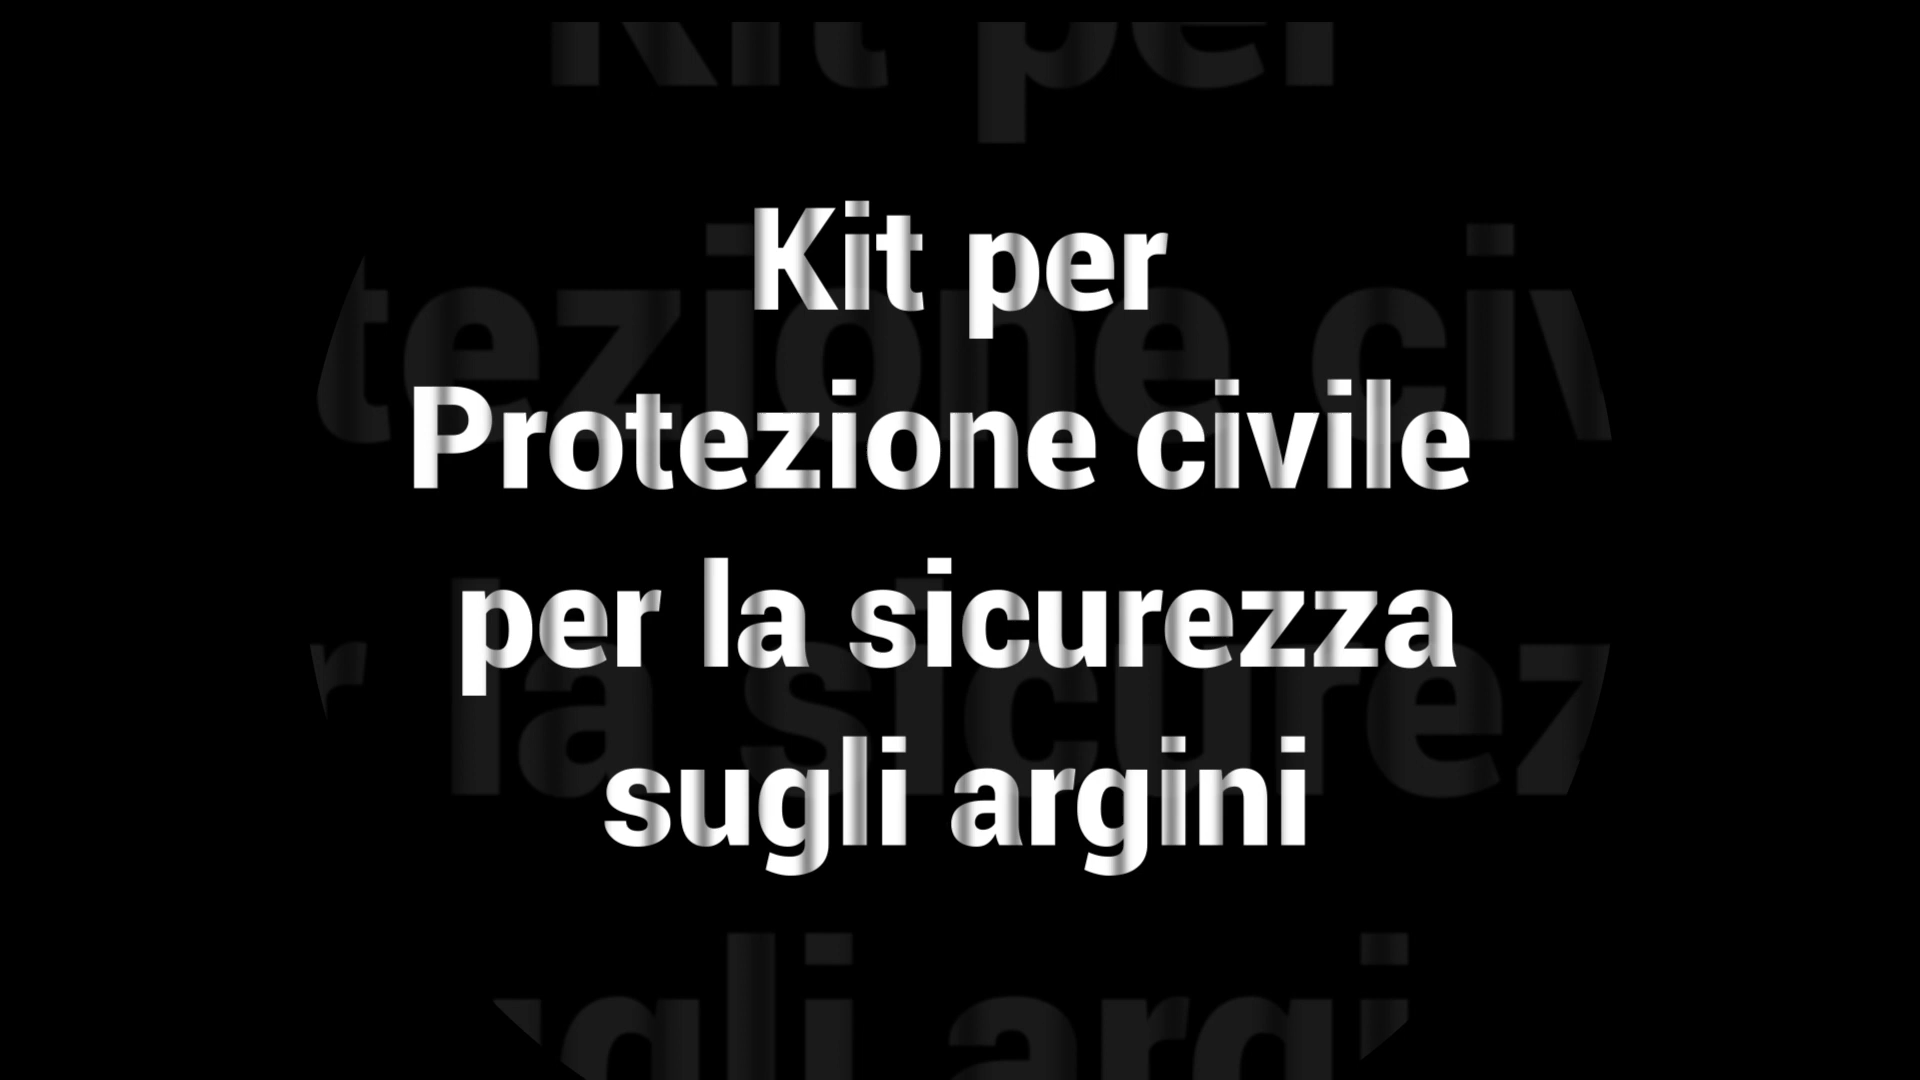 Kit per
Protezione civile
per la sicurezza
sugli argini